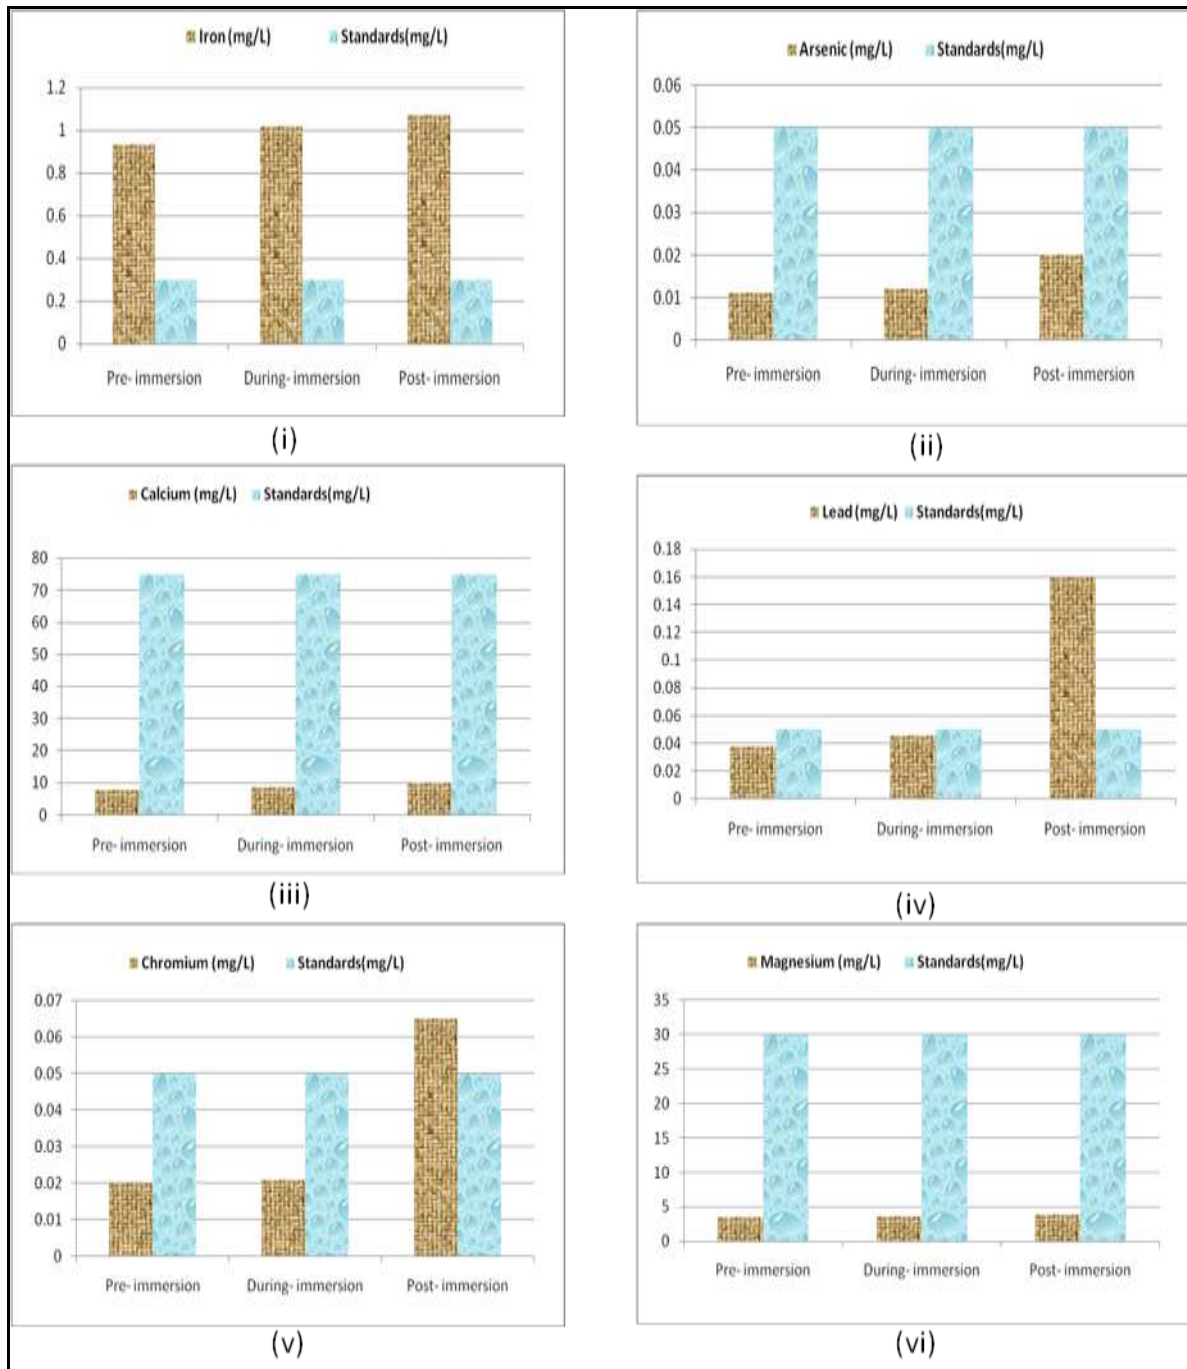 Iron (mg/L) Standards(mg/L)
1.2
1
0.8
0.6
0.4
0.2
0
Pre- immersion During- immersion Post- immersion
(i)
Arsenic (mg/L) Standards(mg/L)
0.06
0.05
0.04
0.03
0.02
0.01
0
Pre- immersion During- immersion Post- immersion
(ii)
Calcium (mg/L) Standards(mg/L)
80
70
60
50
40
30
20
10
0
Pre- immersion During- immersion Post- immersion
(iii)
Lead (mg/L) Standards(mg/L)
0.18
0.16
0.14
0.12
0.1
0.08
0.06
0.04
0.02
0
Pre- immersion During- immersion Post- immersion
(iv)
Chromium (mg/L) Standards(mg/L)
0.07
0.06
0.05
0.04
0.03
0.02
0.01
0
Pre- immersion During- immersion Post- immersion
(v)
Magnesium (mg/L) Standards(mg/L)
35
30
25
20
15
10
5
0
Pre- immersion During- immersion Post- immersion
(vi)